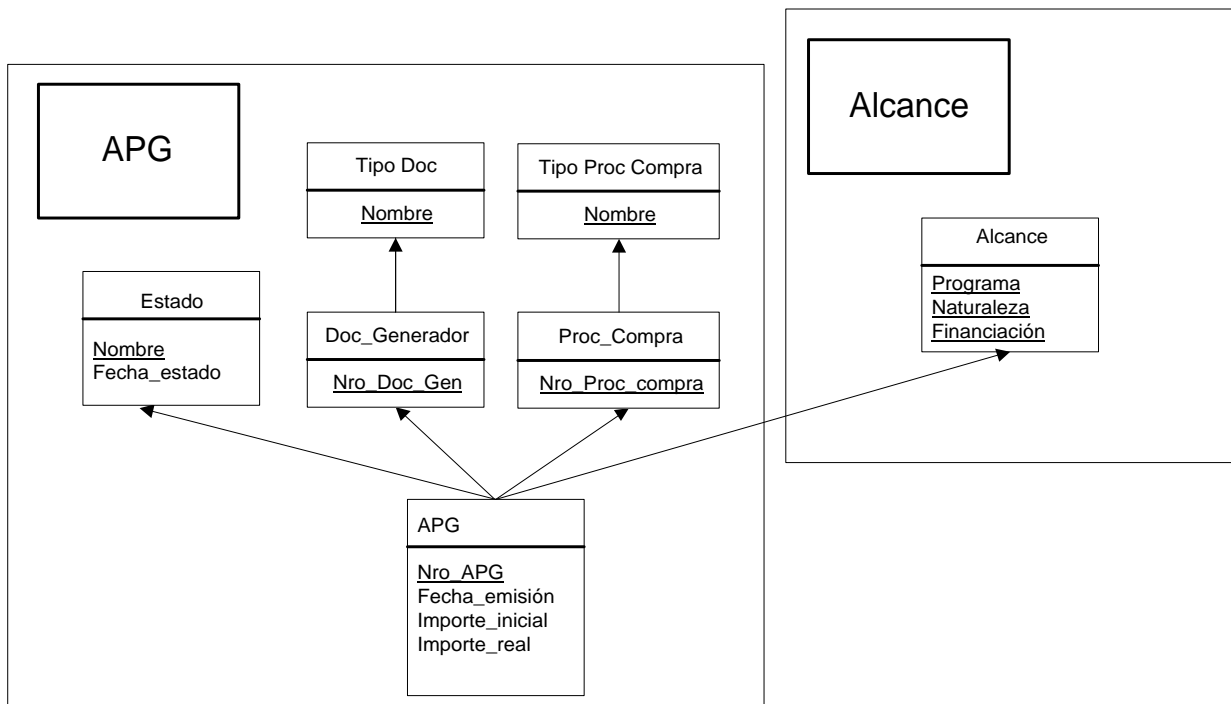 APG
Alcance
Tipo Doc
Nombre
Tipo Proc Compra
Nombre
Estado
Nombre
Fecha_estado
Doc_Generador
Nro_Doc_Gen
Proc_Compra
Nro_Proc_compra
Alcance
Programa
Naturaleza
Financiación
APG
Nro_APG
Fecha_emisión
Importe_inicial
Importe_real